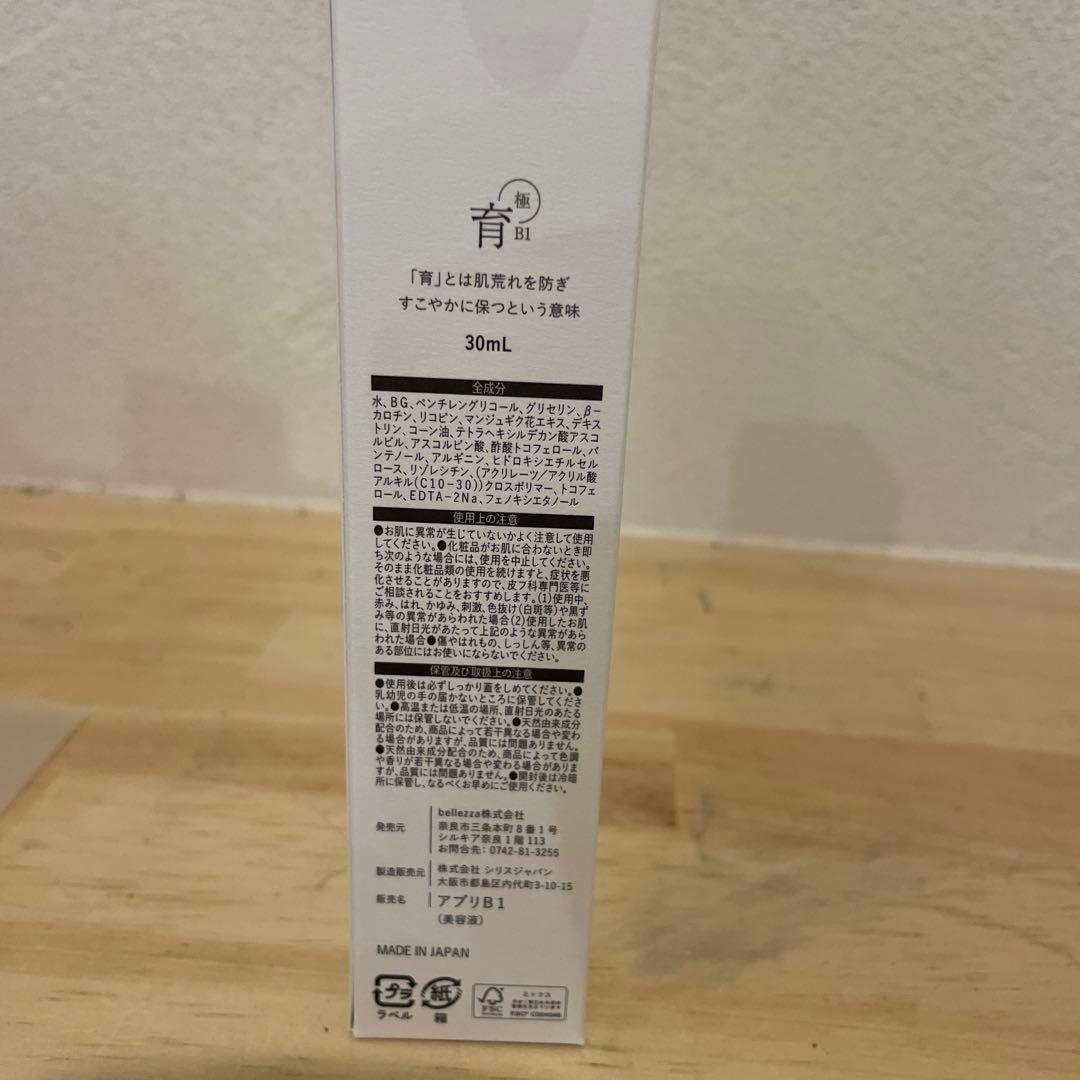 極
育 B1
「育」とは肌荒れを防ぎ
すこやかに保つという意味
30mL
全成分
水、BG、ペンチレングリコール、グリセリン、β-
カロチン、リコピン、マンジュギク花エキス、デキス
トリン、コーン油、テトラヘキシルデカン酸アスコ
ルビル、アスコルビン酸、酢酸トコフェロール、パ
ンテノール、アルギニン、ヒドロキシエチルセル
ロース、リゾレシチン、(アクリレーツ/アクリル酸
アルキル(C10-30))クロスポリマー、トコフェ
ロール、EDTA-2Na、フェノキシエタノール
使用上の注意
●お肌に異常が生じていないかよく注意して使用
してください。●化粧品がお肌に合わないとき即
ち次のような場合には、使用を中止してください。
そのまま化粧品類の使用を続けますと、症状を悪
化させることがありますので、皮フ科専門医等に
ご相談されることをおすすめします。(1)使用中、
赤み、はれ、かゆみ、刺激、色抜け(白斑等)や黒ず
み等の異常があらわれた場合(2)使用したお肌
に、直射日光があたって上記のような異常があら
われた場合●傷やはれもの、しっしん等、異常の
ある部位にはお使いにならないでください。
保管及び取扱上の注意
●使用後は必ずしっかり蓋をしめてください。●
乳幼児の手の届かないところに保管してくださ
い。●高温または低温の場所、直射日光のあたる
場所には保管しないでください。●天然由来成分
配合のため、商品によって若干異なる場合や変わ
る場合がありますが、品質には問題ありません。
●天然由来成分配合のため、商品によって色調
や香りが若干異なる場合や変わる場合がありま
すが、品質には問題ありません。●開封後は冷暗
所に保管し、なるべくお早めにご使用ください。
発売元
bellezza株式会社
奈良市三条本町8番1号
シルキア奈良1階113
お問合先:0742-81-3255
製造販売元
株式会社 シリスジャパン
大阪市都島区内代町3-10-15
販売名 アプリB1
(美容液)
MADE IN JAPAN
プラ 紙
ラベル 箱
FSC
ミックス